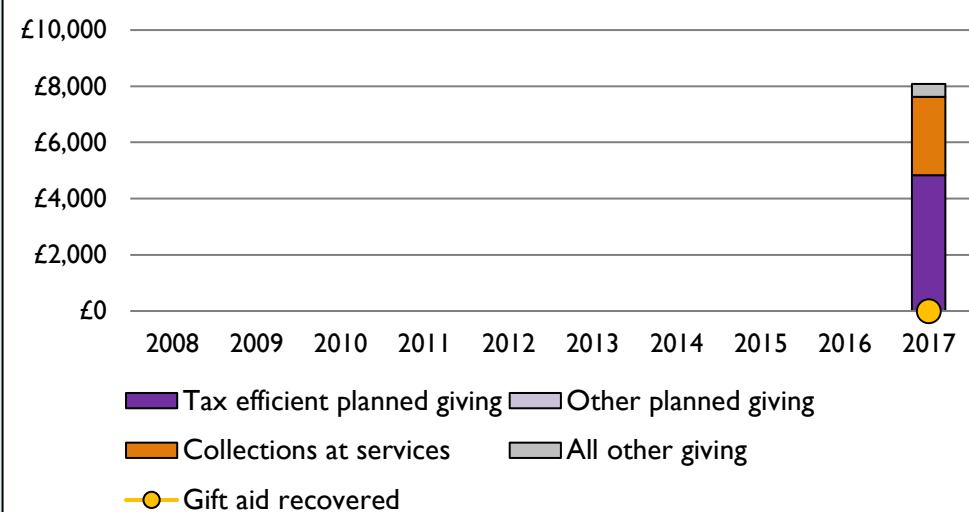 £10,000
£8,000
£6,000
£4,000
£2,000
£0
2008 2009 2010 2011 2012 2013 2014 2015 2016 2017
Tax efficient planned giving Other planned giving
Collections at services All other giving
Gift aid recovered